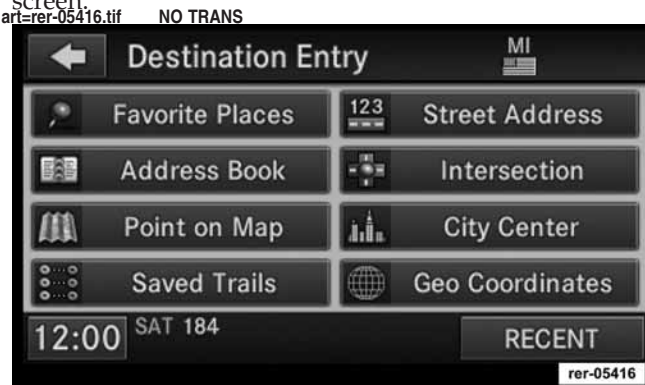 screen.
art=rer-05416.tif NO TRANS
Destination Entry MI
Favorite Places 123 Street Address
Address Book Intersection
Point on Map City Center
Saved Trails Geo Coordinates
12:00 SAT 184 RECENT
rer-05416